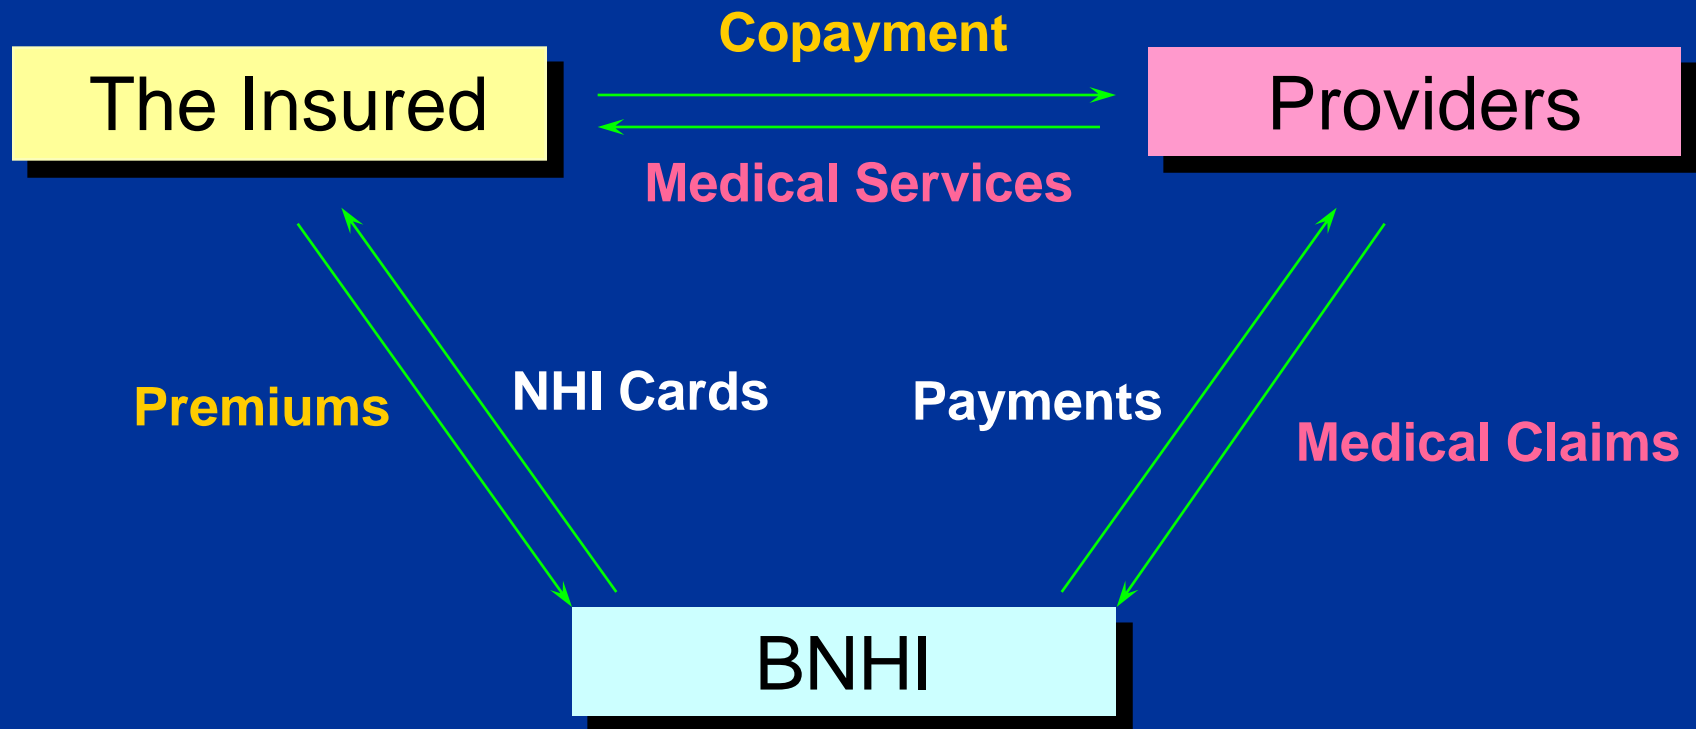 Copayment
The Insured
Providers
Medical Services
NHI Cards
Payments
Premiums
Medical Claims
BNHI